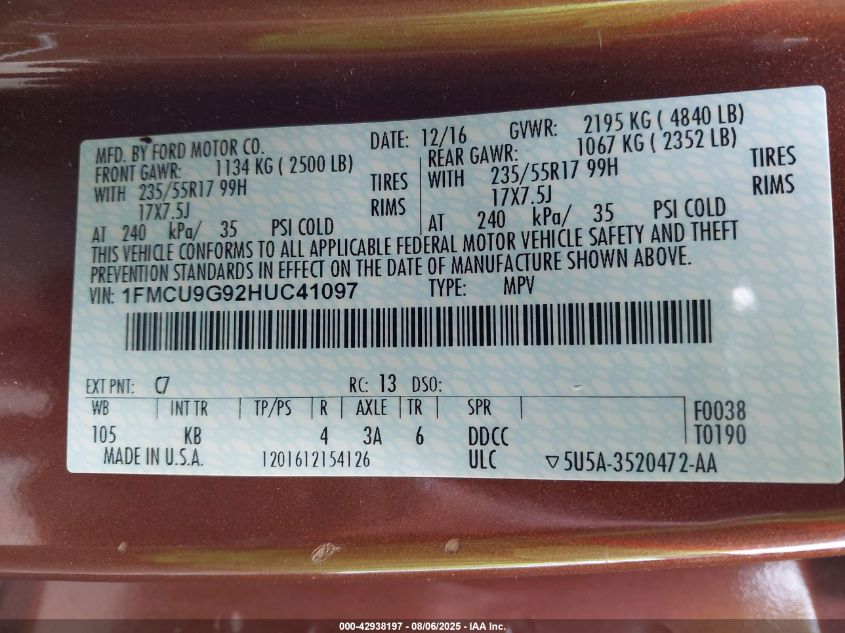 MFD. BY FORD MOTOR CO.
DATE: 12/16 GVWR: 2195 KG ( 4840 LB)
FRONT GAWR: 1134 KG ( 2500 LB)
REAR GAWR: 1067 KG ( 2352 LB)
WITH 235/55R17 99H TIRES
WITH 235/55R17 99H TIRES
17X7.5J RIMS
17X7.5J RIMS
AT 240 kPa/ 35 PSI COLD
AT 240 kPa/ 35 PSI COLD
THIS VEHICLE CONFORMS TO ALL APPLICABLE FEDERAL MOTOR VEHICLE SAFETY AND THEFT
PREVENTION STANDARDS IN EFFECT ON THE DATE OF MANUFACTURE SHOWN ABOVE.
VIN: 1FMCU9G92HUC41097 TYPE: MPV
EXT PNT: C7 RC: 13 DSO:
WB INT TR TP/PS R AXLE TR SPR F0038
105 KB 4 3A 6 DDCC T0190
MADE IN U.S.A. 1201612154126 ULC ▽5U5A-3520472-AA
000-42938197 - 08/06/2025 - IAA Inc.